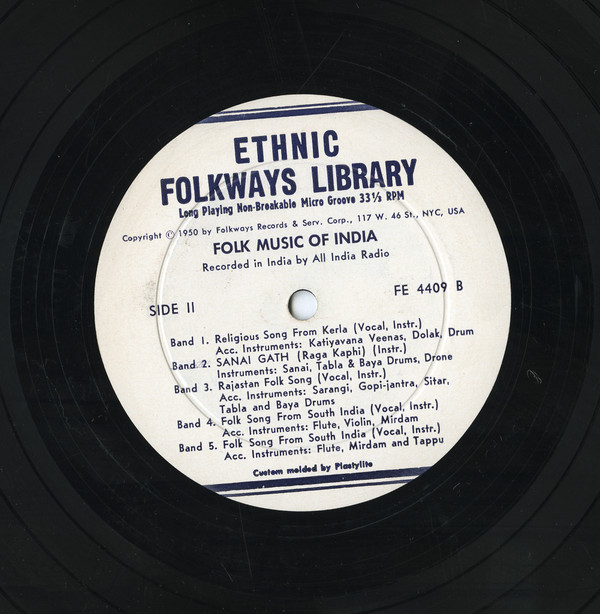 ETHNIC
FOLKWAYS LIBRARY
Long Playing Non-Breakable Micro Groove 33⅓ RPM
Copyright Ⓒ 1950 by Folkways Records & Serv. Corp., 117 W. 46 St., NYC, USA
FOLK MUSIC OF INDIA
Recorded in India by All India Radio
SIDE II
FE 4409 B
Band 1. Religious Song From Kerla (Vocal, Instr.)
Acc. Instruments: Katiyavana Veenas, Dolak, Drum
Band 2. SANAI GATH (Raga Kaphi) (Instr.)
Instruments: Sanai, Tabla & Baya Drums, Drone
Band 3. Rajastan Folk Song (Vocal, Instr.)
Acc. Instruments: Sarangi, Gopi-jantra, Sitar,
Tabla and Baya Drums
Band 4. Folk Song From South India (Vocal, Instr.)
Acc. Instruments: Flute, Violin, Mirdam
Band 5. Folk Song From South India (Vocal, Instr.)
Acc. Instruments: Flute, Mirdam and Tappu
Custom molded by Plastylite